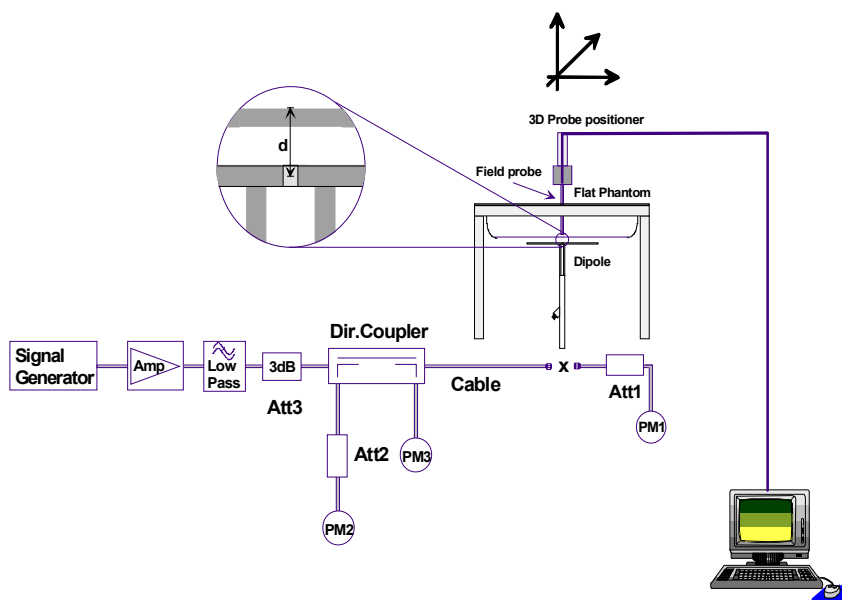 3D Probe positioner
d
Field probe
Flat Phantom
Dipole
Dir.Coupler
Signal
Generator
Amp
Low
Pass
3dB
Cable
x
Att1
Att3
PM1
Att2
PM3
PM2